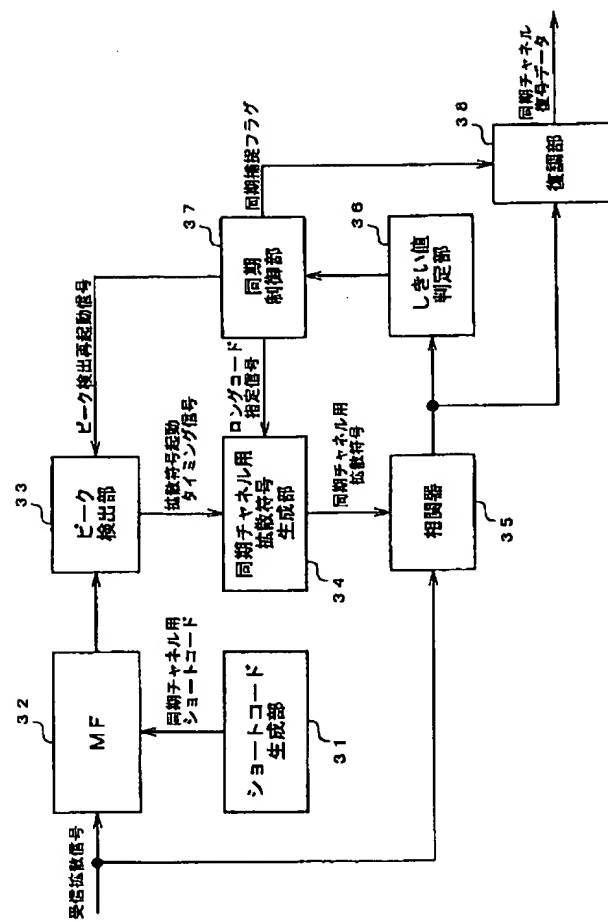 受信拡散信号
32
MF
同期チャネル用
ショートコード
ショートコード
生成部
31
33
ピーク
検出部
ピーク検出再起動信号
拡散符号起動
タイミング信号
同期チャネル用
拡散符号
生成部
34
ロングコード
指定信号
37
同期
制御部
同期捕捉フラグ
同期チャネル用
拡散符号
相関器
35
36
しきい値
判定部
38
復調部
同期チャネル
復号データ